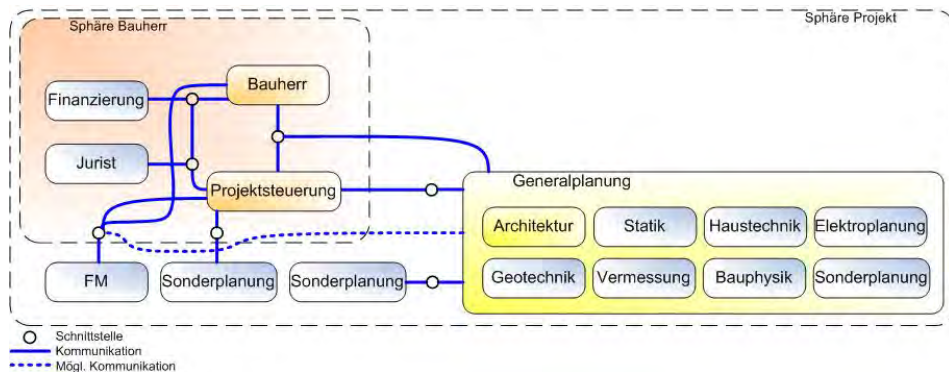 Sphäre Bauherr
Sphäre Projekt
Bauherr
Finanzierung
Jurist
Projektsteuerung
Generalplanung
Architektur
Statik
Haustechnik
Elektroplanung
FM
Sonderplanung
Sonderplanung
Geotechnik
Vermessung
Bauphysik
Sonderplanung
Schnittstelle
Kommunikation
Mögl. Kommunikation